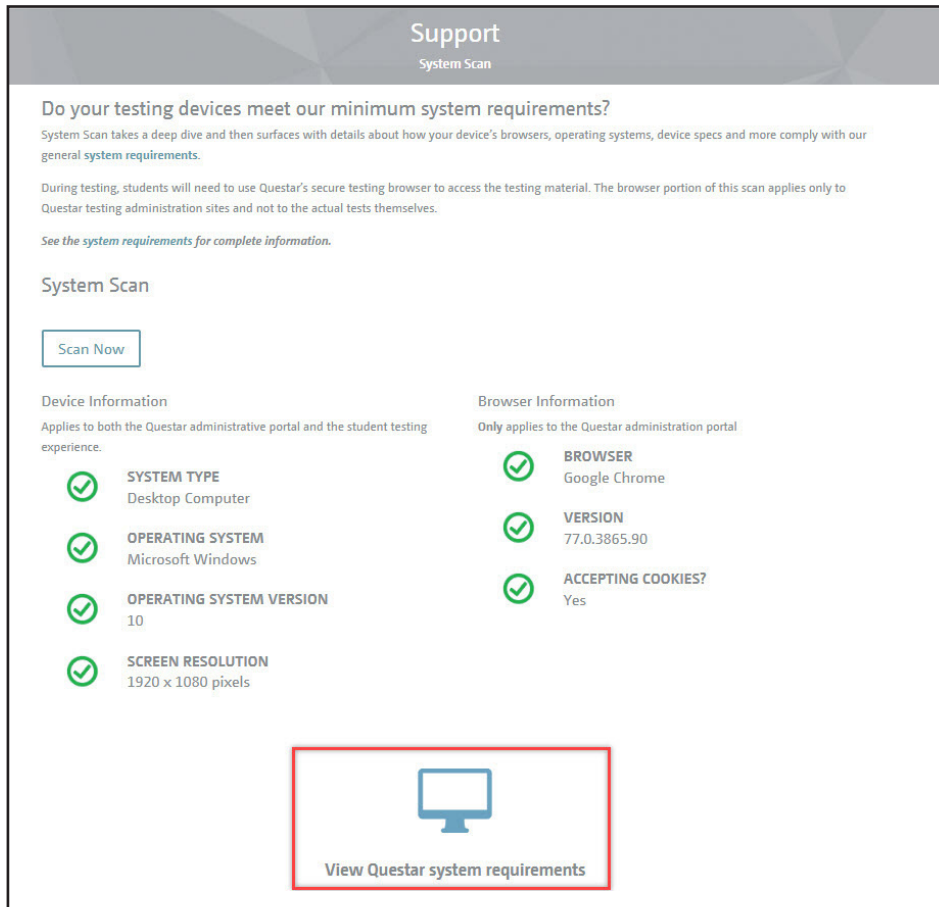 Support
System Scan
Do your testing devices meet our minimum system requirements?
System Scan takes a deep dive and then surfaces with details about how your device's browsers, operating systems, device specs and more comply with our
general system requirements.
During testing, students will need to use Questar's secure testing browser to access the testing material. The browser portion of this scan applies only to
Questar testing administration sites and not to the actual tests themselves.
See the system requirements for complete information.
System Scan
Scan Now
Device Information
Applies to both the Questar administrative portal and the student testing
experience.
SYSTEM TYPE
Desktop Computer
OPERATING SYSTEM
Microsoft Windows
OPERATING SYSTEM VERSION
10
SCREEN RESOLUTION
1920 x 1080 pixels
Browser Information
Only applies to the Questar administration portal
BROWSER
Google Chrome
VERSION
77.0.3865.90
ACCEPTING COOKIES?
Yes
View Questar system requirements